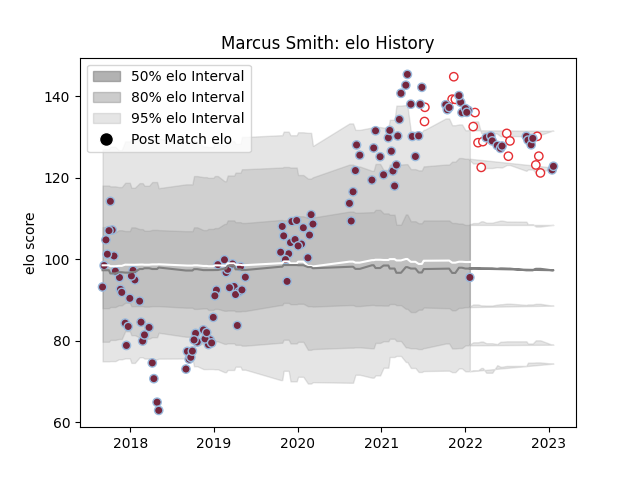 Marcus Smith: elo History
50% elo Interval
80% elo Interval
95% elo Interval
Post Match elo
elo score
140
120
100
80
60
2018
2019
2020
2021
2022
2023